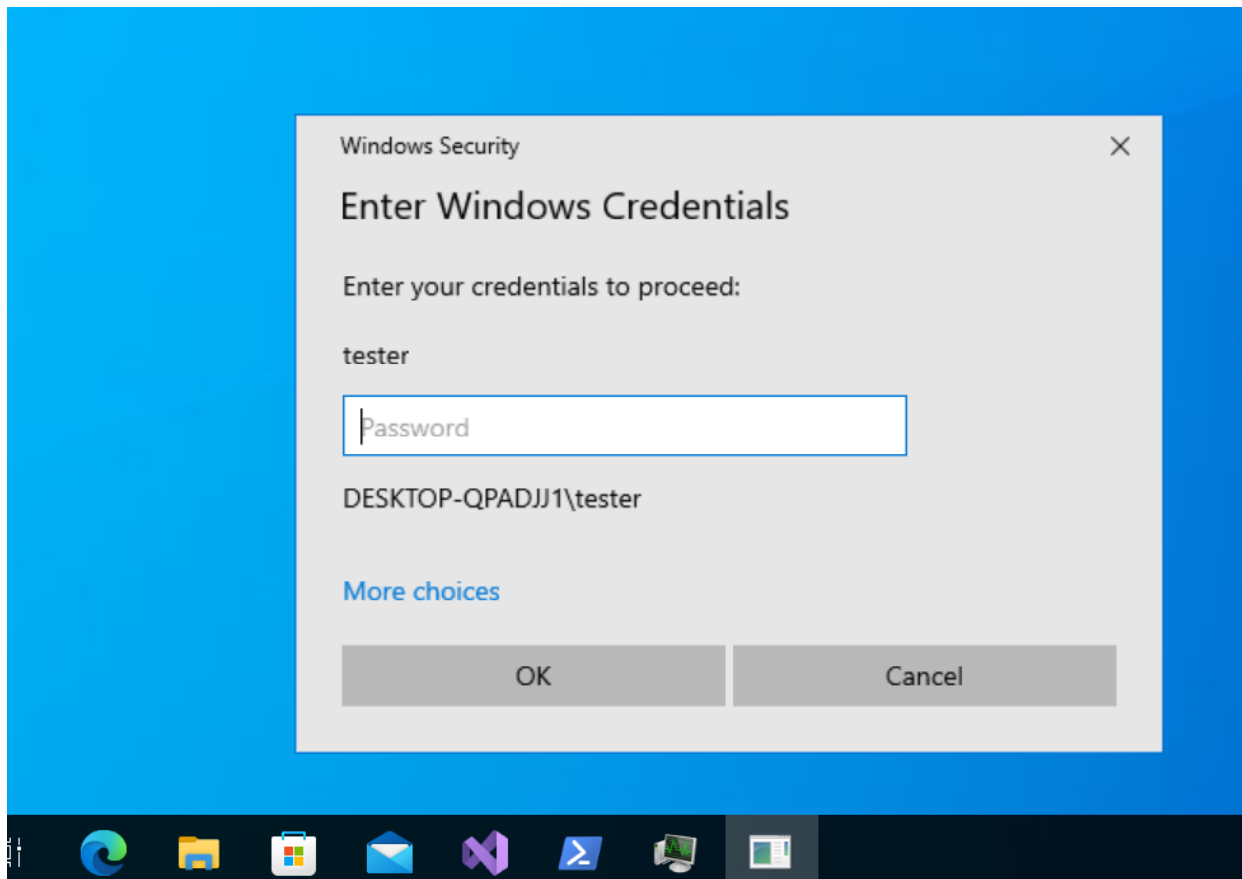 Windows Security
Enter Windows Credentials
Enter your credentials to proceed:
tester
Password
DESKTOP-QPADJJ1\tester
More choices
OK
Cancel